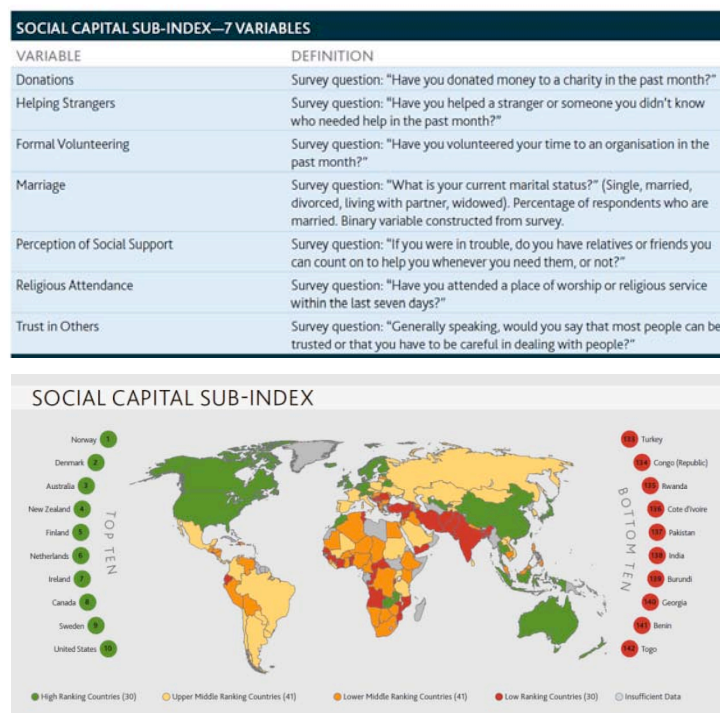 SOCIAL CAPITAL SUB-INDEX—7 VARIABLES
VARIABLE DEFINITION
Donations Survey question: “Have you donated money to a charity in the past month?”
Helping Strangers Survey question: “Have you helped a stranger or someone you didn’t know
who needed help in the past month?”
Formal Volunteering Survey question: “Have you volunteered your time to an organisation in the
past month?”
Marriage Survey question: “What is your current marital status?” (Single, married,
divorced, living with partner, widowed). Percentage of respondents who are
married. Binary variable constructed from survey.
Perception of Social Support Survey question: “If you were in trouble, do you have relatives or friends you
can count on to help you whenever you need them, or not?”
Religious Attendance Survey question: “Have you attended a place of worship or religious service
within the last seven days?”
Trust in Others Survey question: “Generally speaking, would you say that most people can be
trusted or that you have to be careful in dealing with people?”
SOCIAL CAPITAL SUB-INDEX
TOP TEN
Norway 1
Denmark 2
Australia 3
New Zealand 4
Finland 5
Netherlands 6
Ireland 7
Canada 8
Sweden 9
United States 10
BOTTOM TEN
133 Turkey
134 Congo (Republic)
135 Rwanda
136 Cote d'Ivoire
137 Pakistan
138 India
139 Burundi
140 Georgia
141 Benin
142 Togo
High Ranking Countries (30) Upper Middle Ranking Countries (41) Lower Middle Ranking Countries (41) Low Ranking Countries (30) Insufficient Data